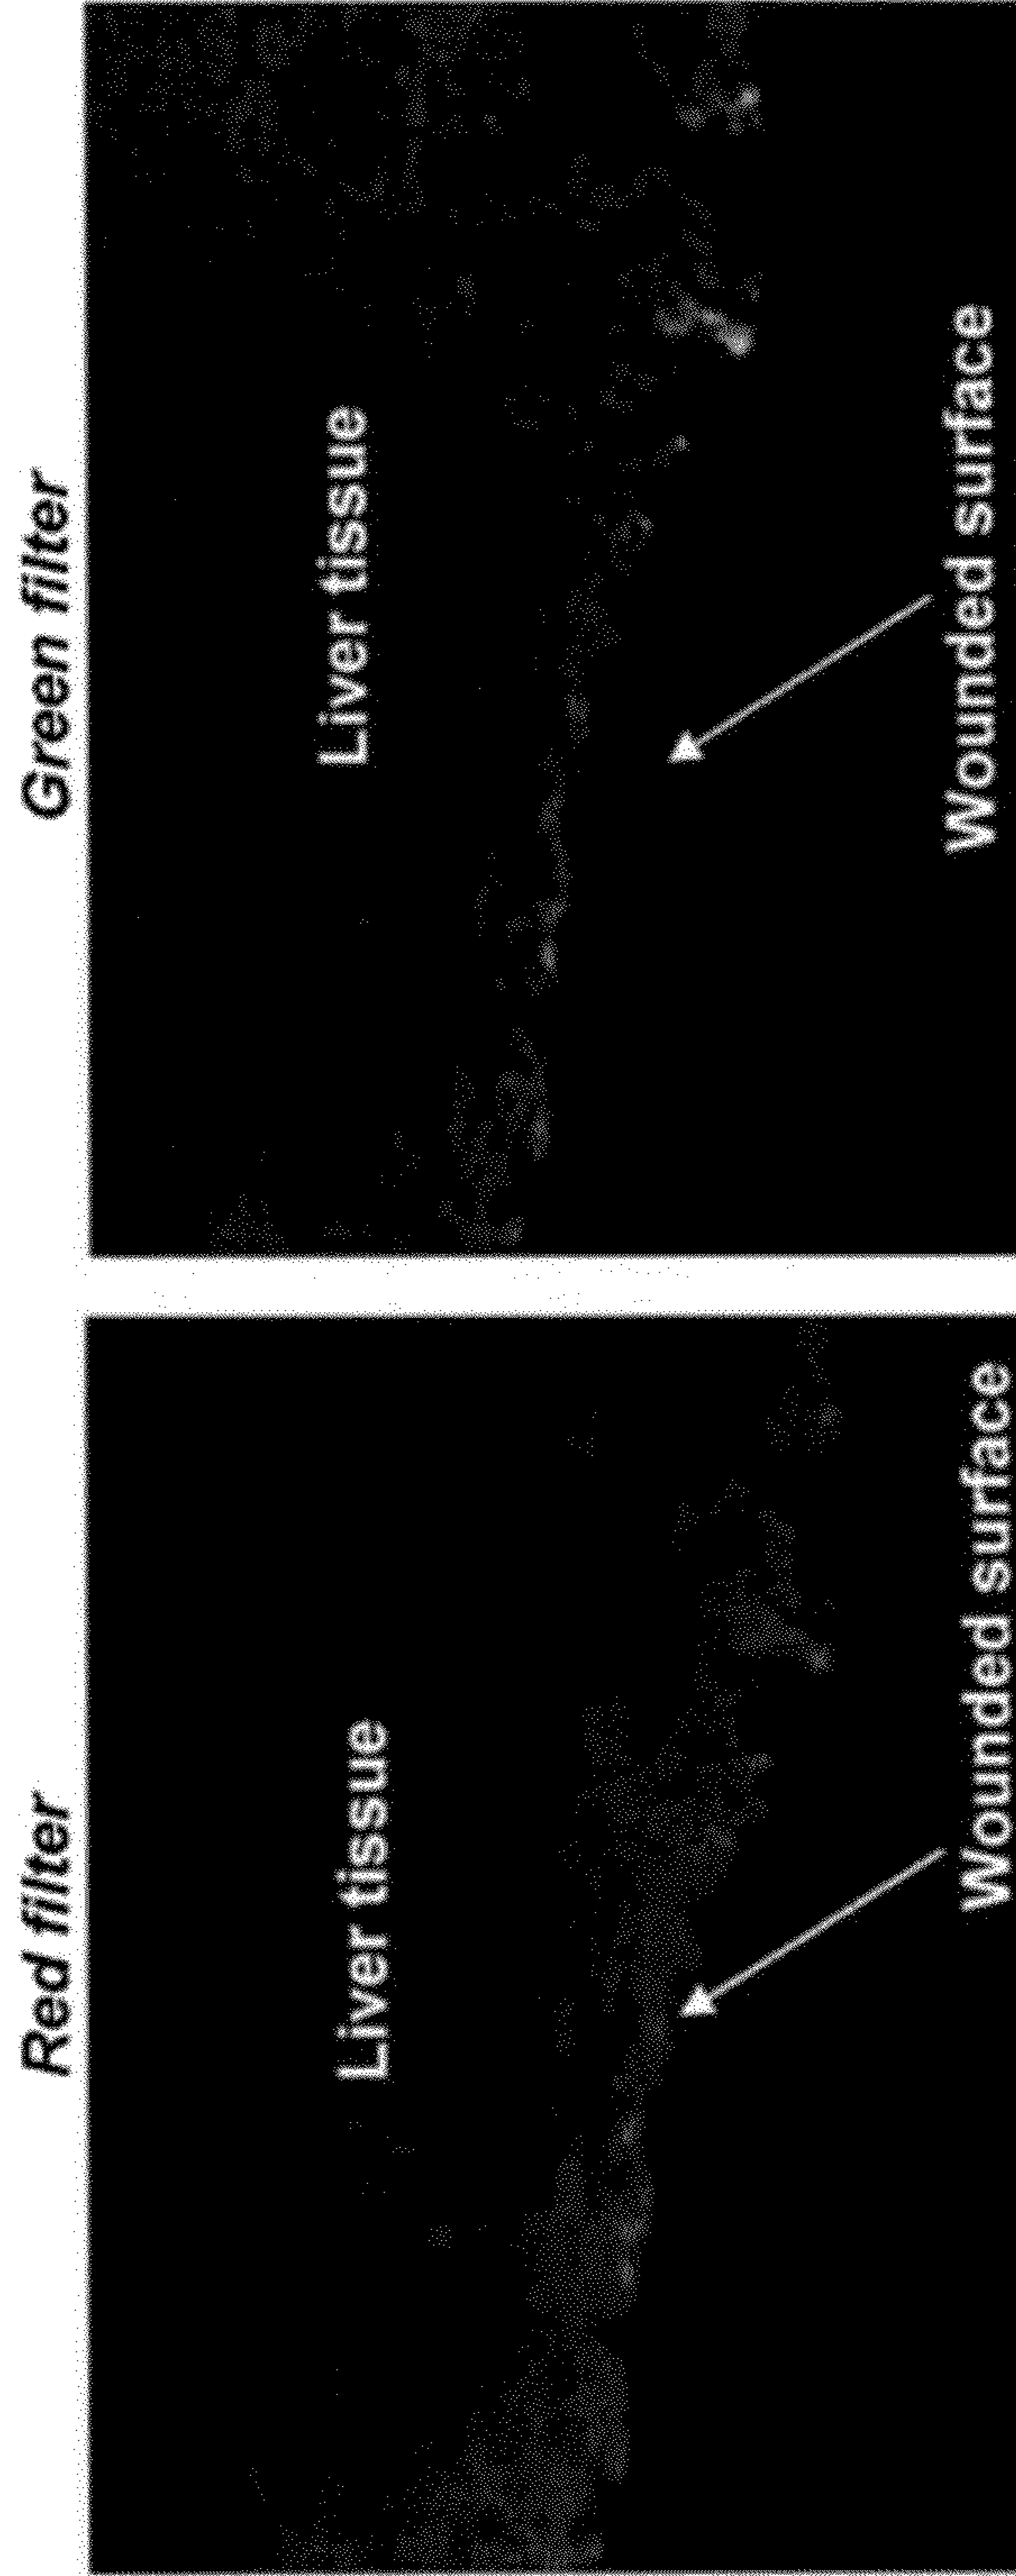 Red filter
Liver tissue
Wounded surface
Green filter
Liver tissue
Wounded surface